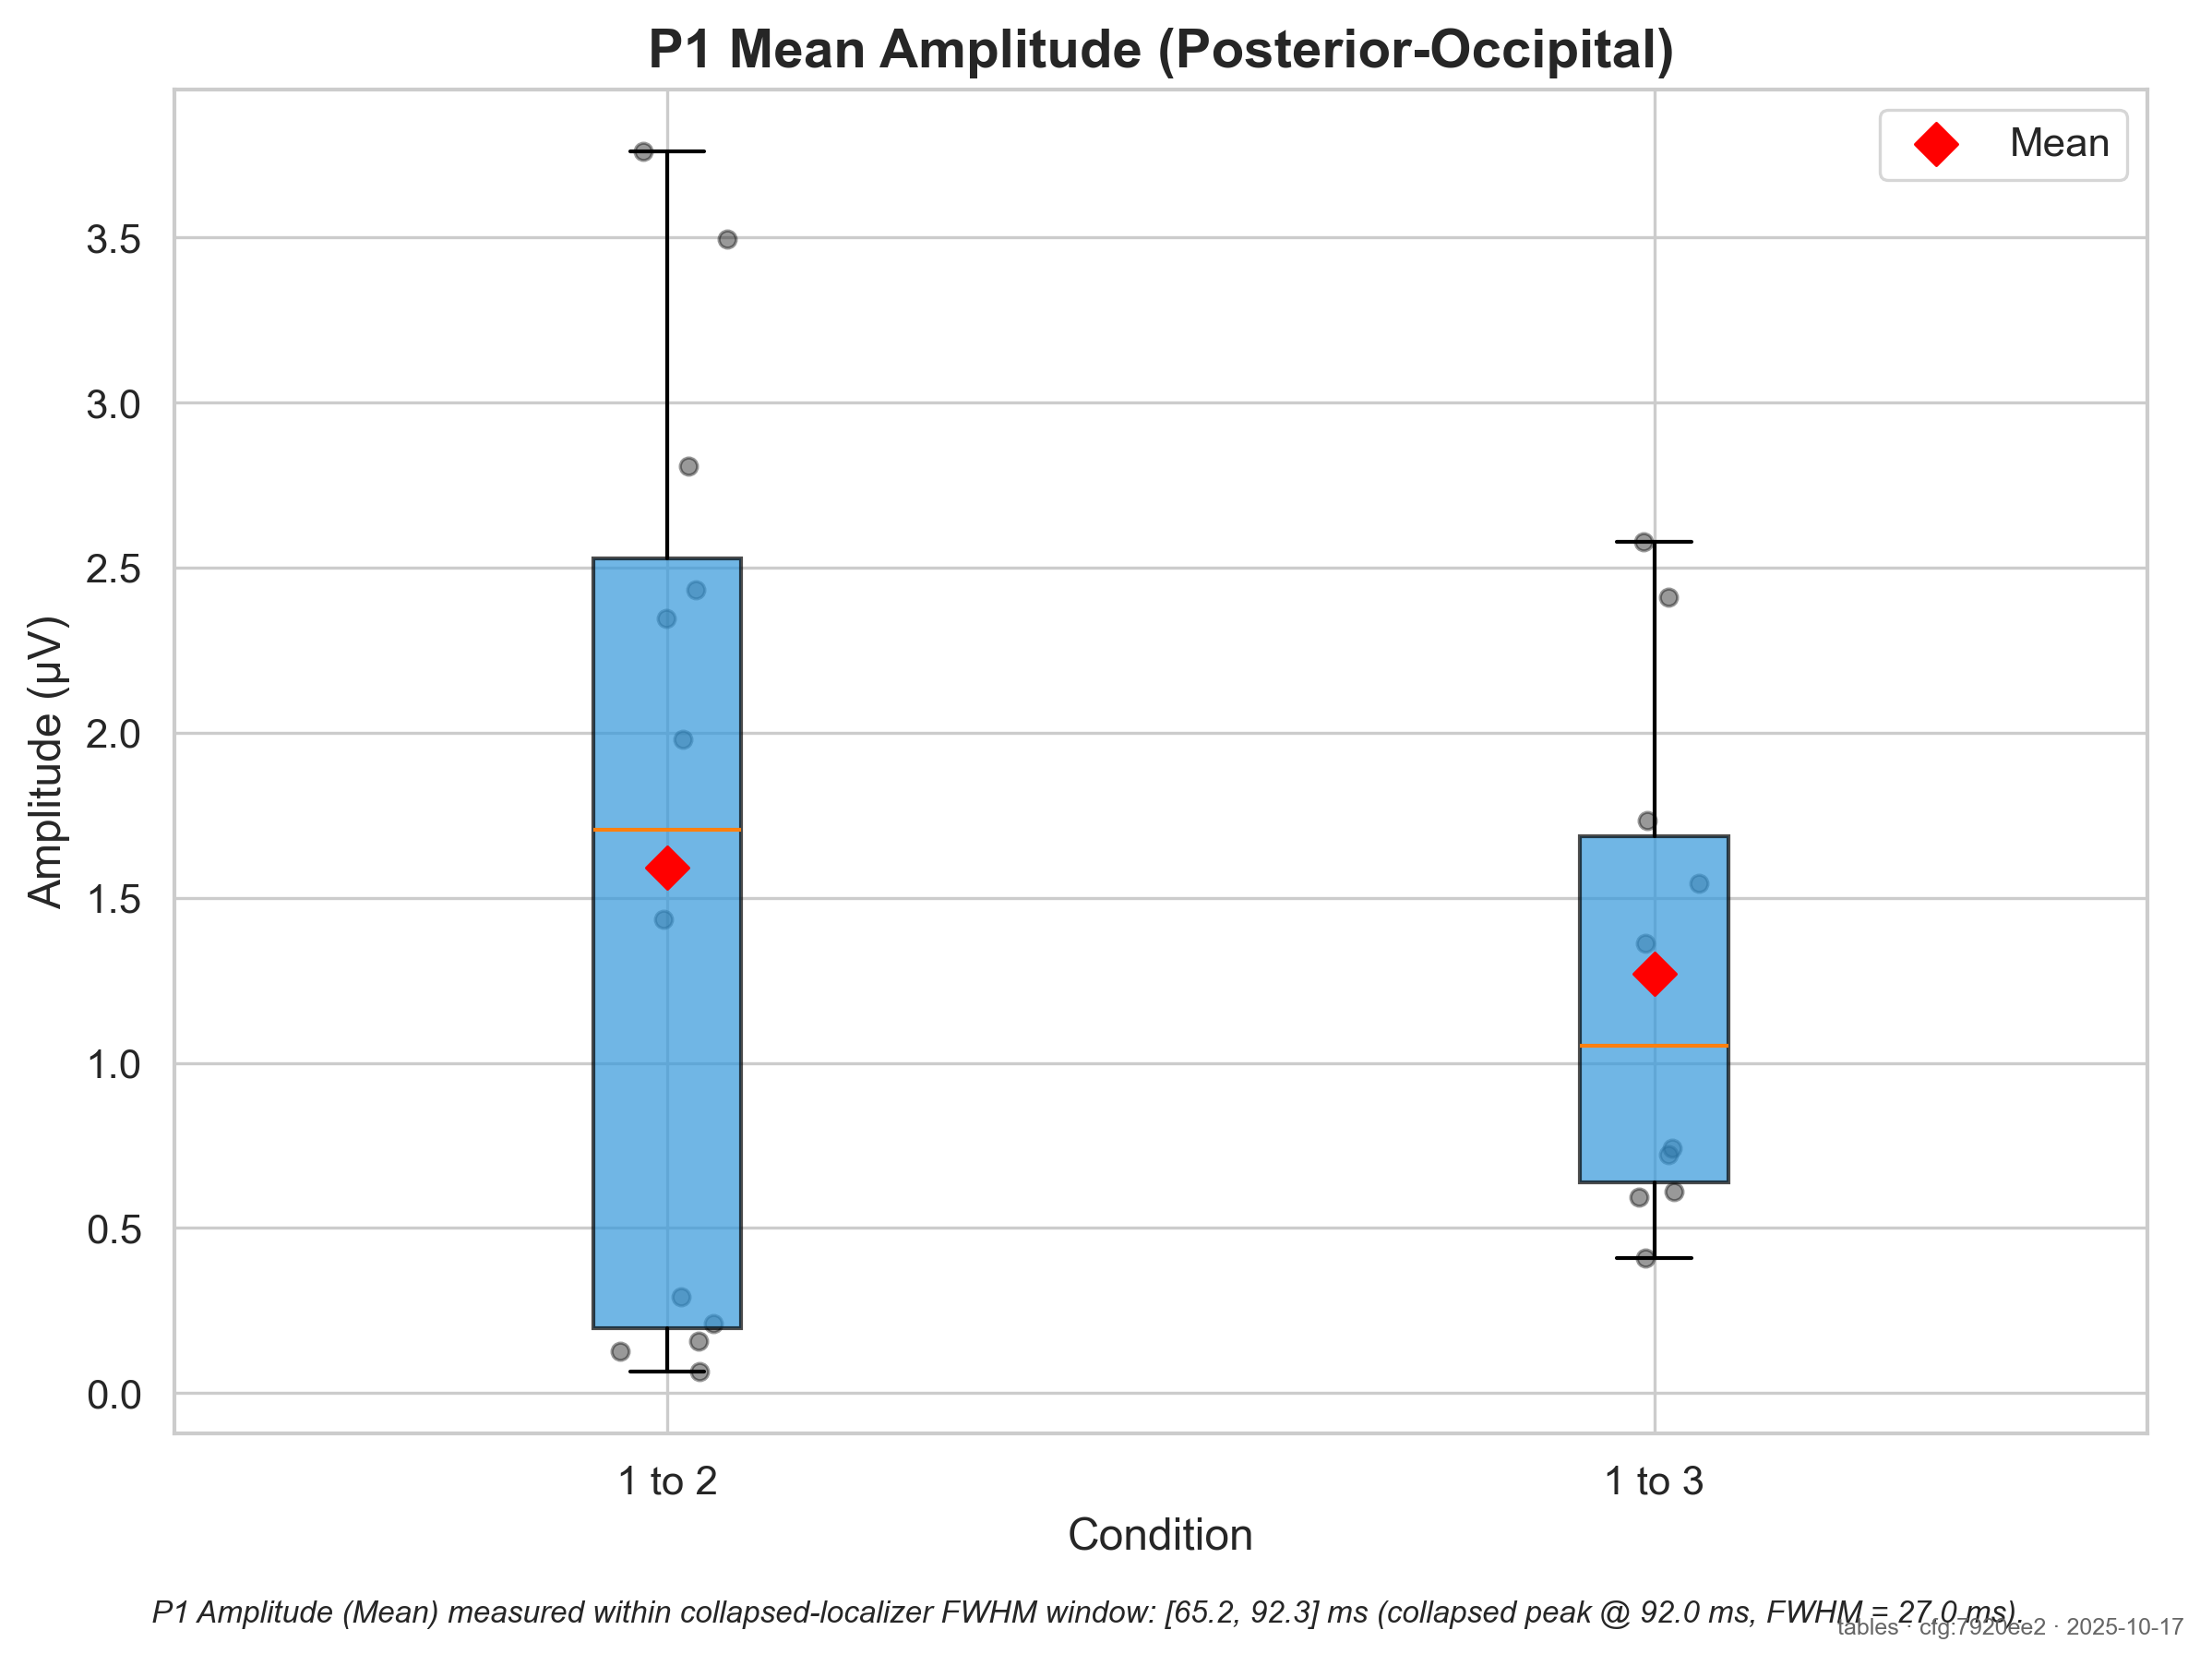 P1 Mean Amplitude (Posterior-Occipital)
Mean
3.5
3.0
2.5
2.0
1.5
1.0
0.5
0.0
Amplitude (µV)
1 to 2
1 to 3
Condition
P1 Amplitude (Mean) measured within collapsed-localizer FWHM window: [65.2, 92.3] ms (collapsed peak @ 92.0 ms, FWHM = 27.0 ms).
tables · cfg:7920ee2 · 2025-10-17